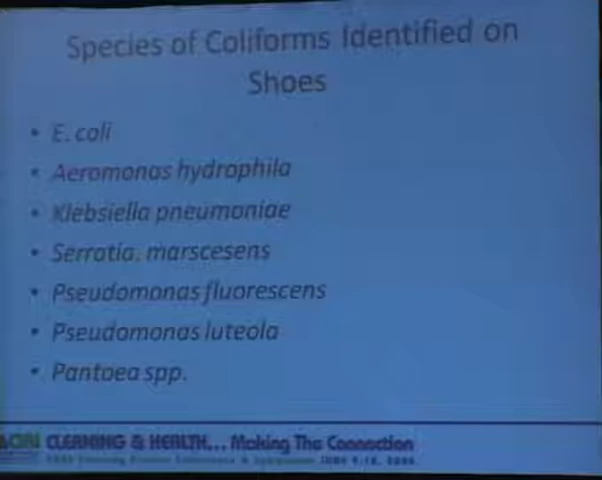 Species of Coliforms Identified on
Shoes
• E. coli
• Aeromonas hydrophila
• Klebsiella pneumoniae
• Serratia. marscesens
• Pseudomonas fluorescens
• Pseudomonas luteola
• Pantoea spp.
CIRI CLEANING & HEALTH... Making The Connection